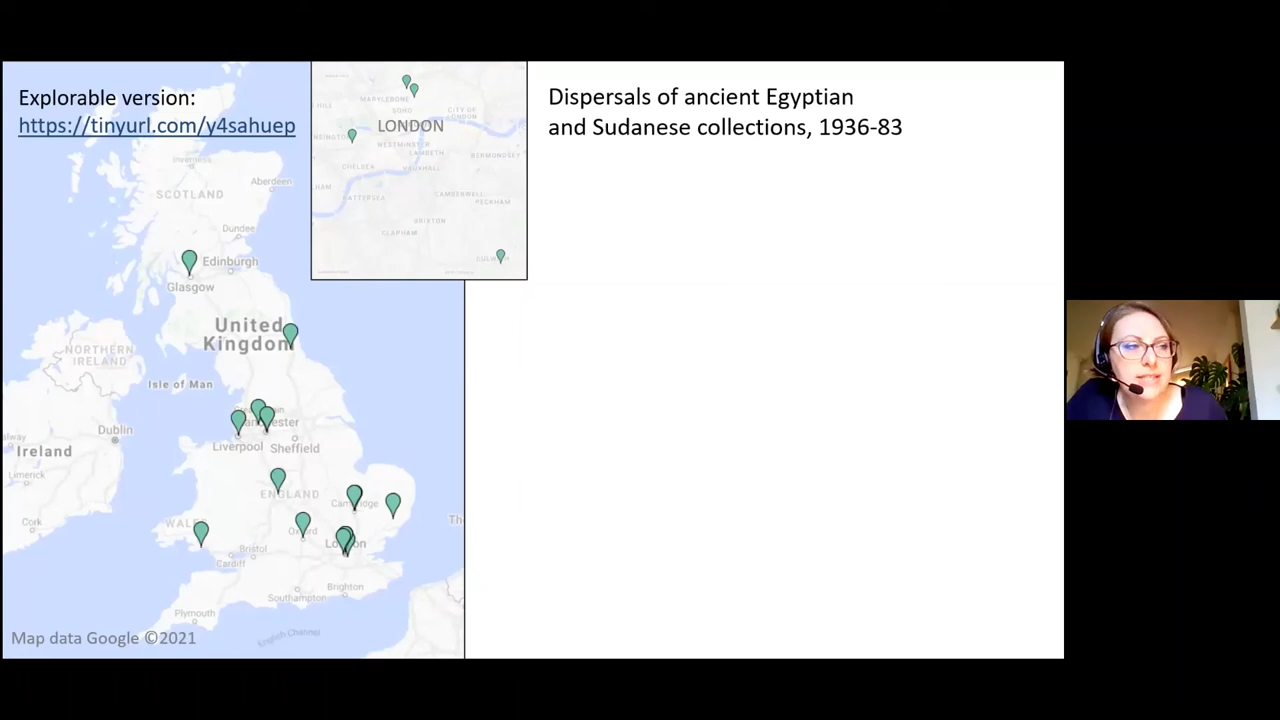 Explorable version:
https://tinyurl.com/y4sahuep
Dispersals of ancient Egyptian
and Sudanese collections, 1936-83
MARYLEBONE
SOHO
CITY OF
LONDON
LONDON
WESTMINSTER
LAMBETH
BERMONDSEY
CHELSEA
VAUXHALL
BATTERSEA
CAMBERWELL
PECKHAM
BRIXTON
CLAPHAM
Inverness
Aberdeen
SCOTLAND
Dundee
Edinburgh
Glasgow
United
Kingdom
NORTHERN
IRELAND
Isle of Man
Dublin
Ireland
Liverpool
Sheffield
Limerick
ENGLAND
WALES
Cork
Bristol
Cardiff
Brighton
Southampton
Plymouth
English Channel
Map data Google ©2021